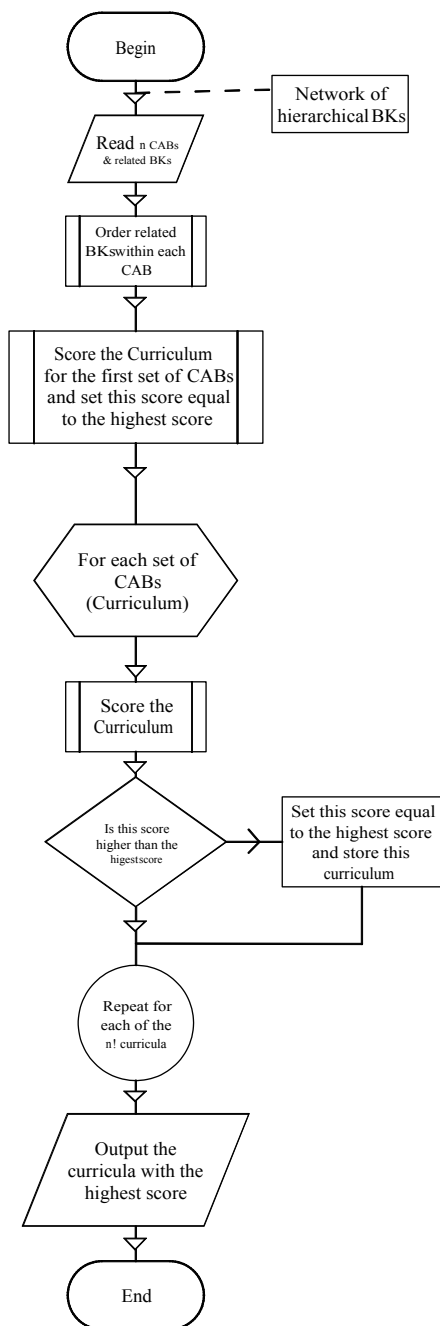 Begin
Network of
hierarchical BKs
Read n CABs
& related BKs
Order related
BKswithin each
CAB
Score the Curriculum
for the first set of CABs
and set this score equal
to the highest score
For each set of
CABs
(Curriculum)
Score the
Curriculum
Is this score
higher than the
higestscore
Set this score equal
to the highest score
and store this
curriculum
Repeat for
each of the
n! curricula
Output the
curricula with the
highest score
End